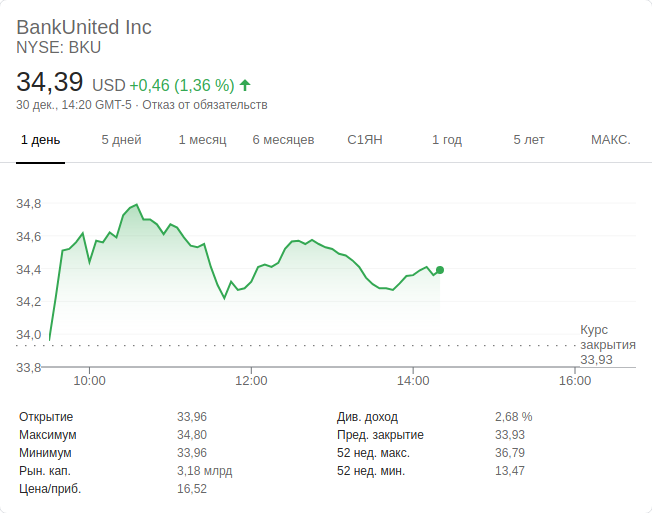 BankUnited Inc
NYSE: BKU
34,39 USD +0,46 (1,36 %)
30 дек., 14:20 GMT-5 · Отказ от обязательств
1 день 5 дней 1 месяц 6 месяцев С1ЯН 1 год 5 лет МАКС.
34,8
34,6
34,4
34,2
34,0
33,8
Курс
закрытия
33,93
10:00 12:00 14:00 16:00
Открытие 33,96 Див. доход 2,68 %
Максимум 34,80 Пред. закрытие 33,93
Минимум 33,96 52 нед. макс. 36,79
Рын. кап. 3,18 млрд 52 нед. мин. 13,47
Цена/приб. 16,52